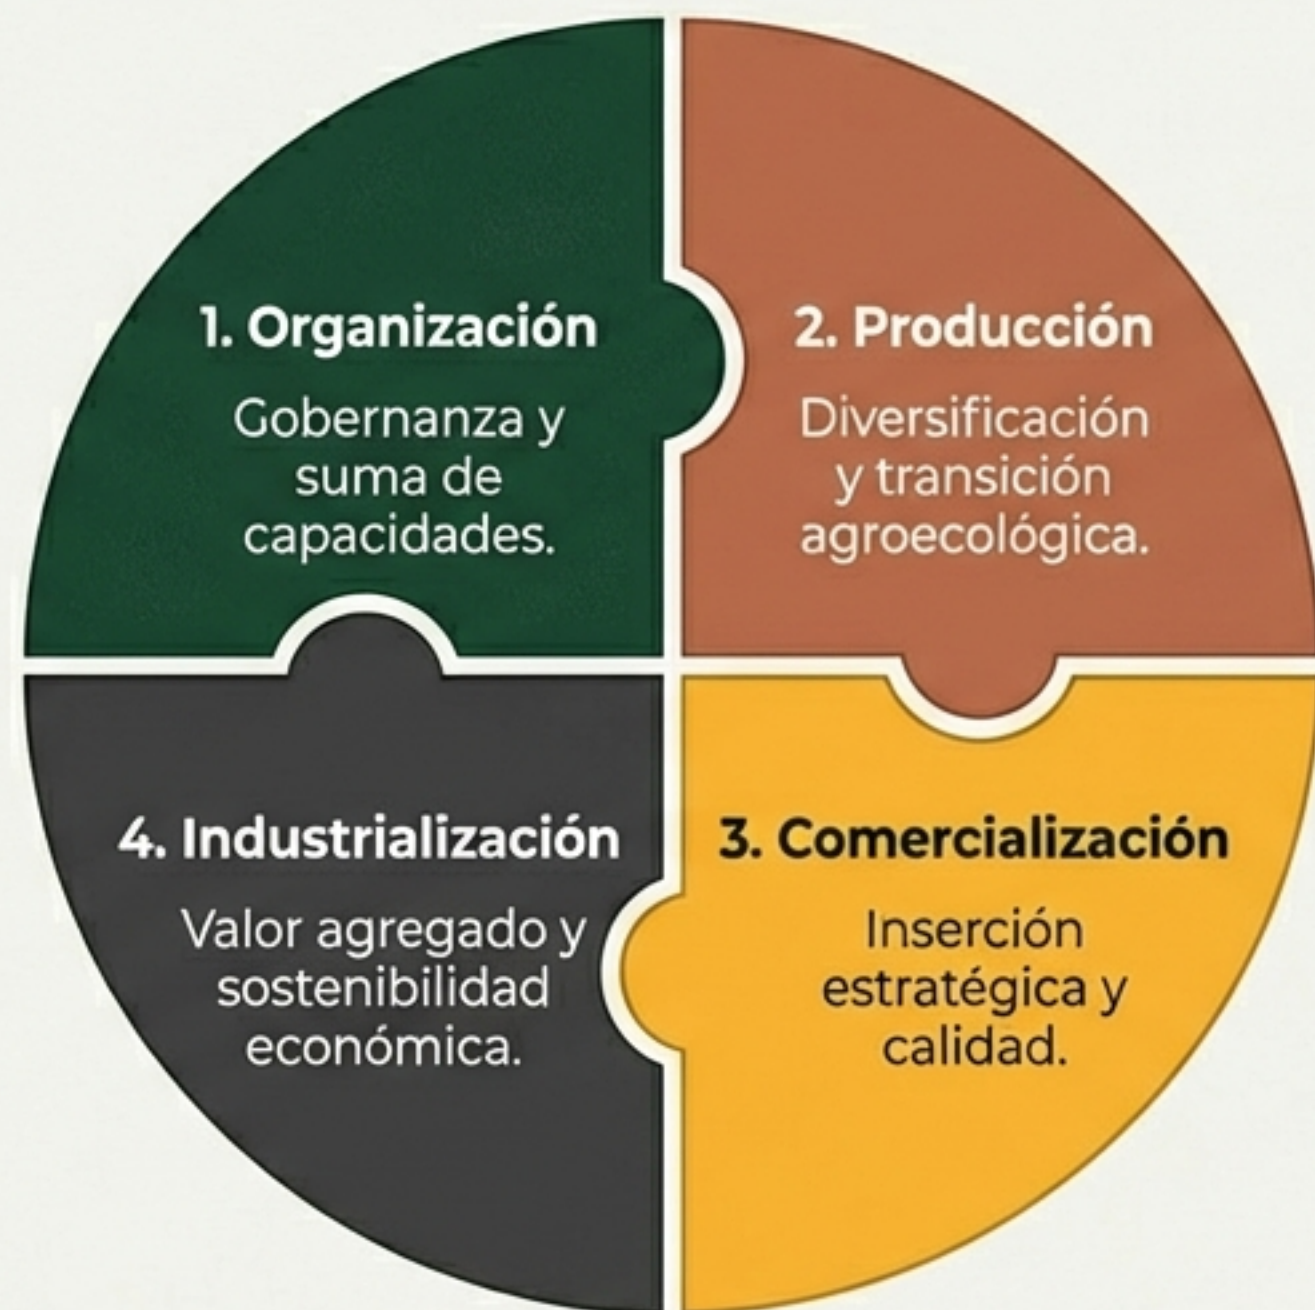 1. Organización
Gobernanza y
suma de
capacidades.
2. Producción
Diversificación
y transición
agroecológica.
3. Comercialización
Inserción
estratégica y
calidad.
4. Industrialización
Valor agregado y
sostenibilidad
económica.